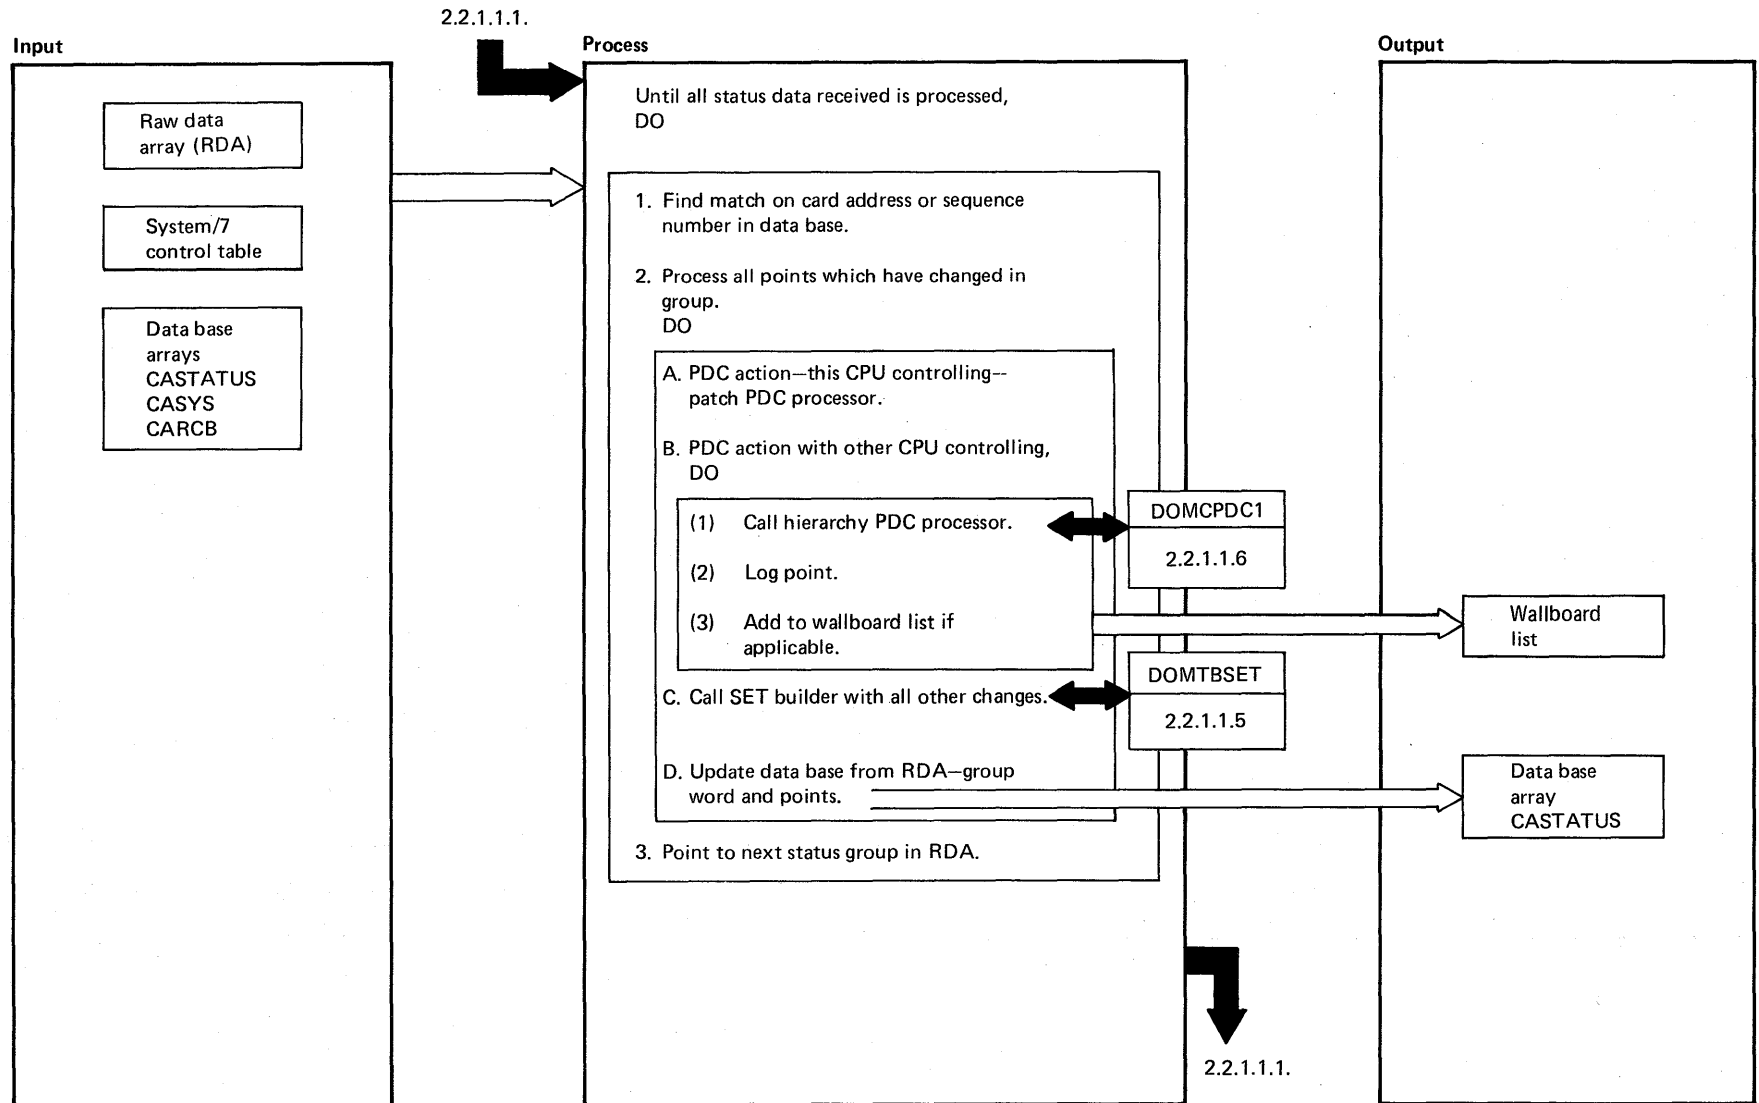 2.2.1.1.1.
Input
Process
Output
Raw data
array (RDA)
System/7
control table
Data base
arrays
CASTATUS
CASYS
CARCB
Until all status data received is processed,
DO
1. Find match on card address or sequence
number in data base.
2. Process all points which have changed in
group.
DO
A. PDC action—this CPU controlling--
patch PDC processor.
B. PDC action with other CPU controlling,
DO
(1) Call hierarchy PDC processor.
(2) Log point.
(3) Add to wallboard list if
applicable.
C. Call SET builder with all other changes.
D. Update data base from RDA—group
word and points.
3. Point to next status group in RDA.
DOMCPDC1
2.2.1.1.6
DOMTBSET
2.2.1.1.5
Wallboard
list
Data base
array
CASTATUS
2.2.1.1.1.